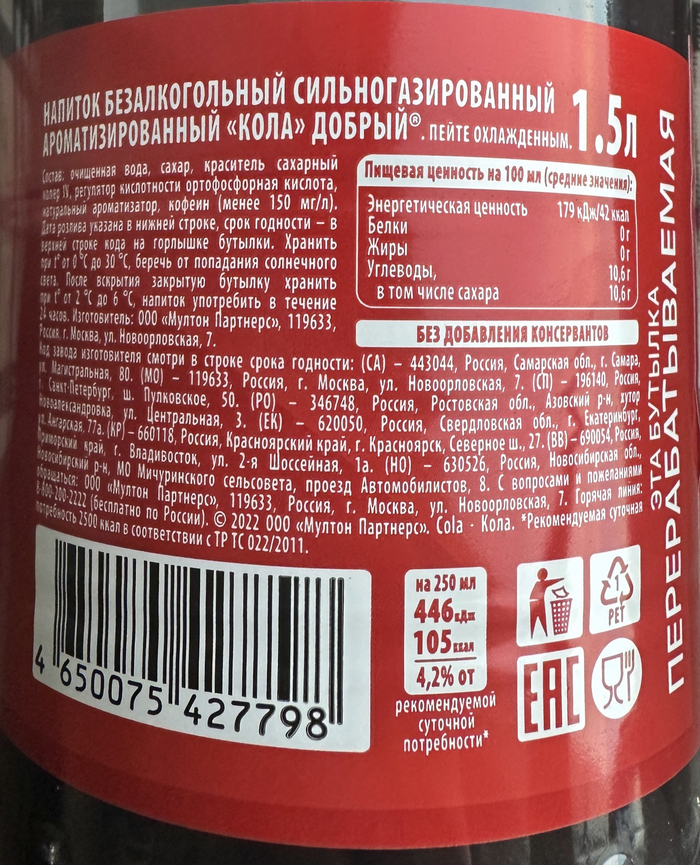 НАПИТОК БЕЗАЛКОГОЛЬНЫЙ СИЛЬНОГАЗИРОВАННЫЙ
АРОМАТИЗИРОВАННЫЙ «КОЛА» ДОБРЫЙ®. ПЕЙТЕ ОХЛАЖДЕННЫМ.
1.5л
Состав: очищенная вода, сахар, краситель сахарный
колер IV, регулятор кислотности ортофосфорная кислота,
натуральный ароматизатор, кофеин (менее 150 мг/л).
Дата розлива указана в нижней строке, срок годности – в
верхней строке кода на горлышке бутылки. Хранить
при t° от 0 °C до 30 °C, беречь от попадания солнечного
света. После вскрытия закрытую бутылку хранить
при t° от 2 °C до 6 °C, напиток употребить в течение
24 часов. Изготовитель: ООО «Мултон Партнерс», 119633,
Россия, г. Москва, ул. Новоорловская, 7.
Пищевая ценность на 100 мл (средние значения):
Энергетическая ценность 179 кДж/42 ккал
Белки 0 г
Жиры 0 г
Углеводы, 10,6 г
в том числе сахара 10,6 г
БЕЗ ДОБАВЛЕНИЯ КОНСЕРВАНТОВ
Код завода изготовителя смотри в строке срока годности: (СА) – 443044, Россия, Самарская обл., г. Самара,
ул. Магистральная, 80. (МО) – 119633, Россия, г. Москва, ул. Новоорловская, 7. (СП) – 196140, Россия,
г. Санкт-Петербург, ш. Пулковское, 50. (РО) – 346748, Россия, Ростовская обл., Азовский р-н, хутор
Новоалександровка, ул. Центральная, 3. (ЕК) – 620050, Россия, Свердловская обл., г. Екатеринбург,
ул. Ангарская, 77а. (КР) – 660118, Россия, Красноярский край, г. Красноярск, Северное ш., 27. (ВВ) – 690054, Россия,
Приморский край, г. Владивосток, ул. 2-я Шоссейная, 1а. (НО) – 630526, Россия, Новосибирская обл.,
Новосибирский р-н, МО Мичуринского сельсовета, проезд Автомобилистов, 8. С вопросами и пожеланиями
обращаться: ООО «Мултон Партнерс», 119633, Россия, г. Москва, ул. Новоорловская, 7. Горячая линия:
8-800-200-2222 (бесплатно по России). © 2022 ООО «Мултон Партнерс». Cola - Кола. *Рекомендуемая суточная
потребность 2500 ккал в соответствии с ТР ТС 022/2011.
4 650075 427798
на 250 мл
446 кДж
105 ккал
4,2% от
рекомендуемой
суточной
потребности*
1
PET
EAC
ЭТА БУТЫЛКА
ПЕРЕРАБАТЫВАЕМАЯ